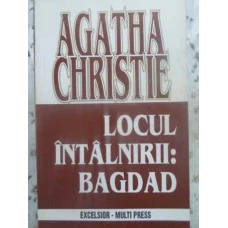 AGATHA
CHRISTIE
LOCUL
ÎNTÂLNIRII:
BAGDAD
EXCELSIOR - MULTI PRESS